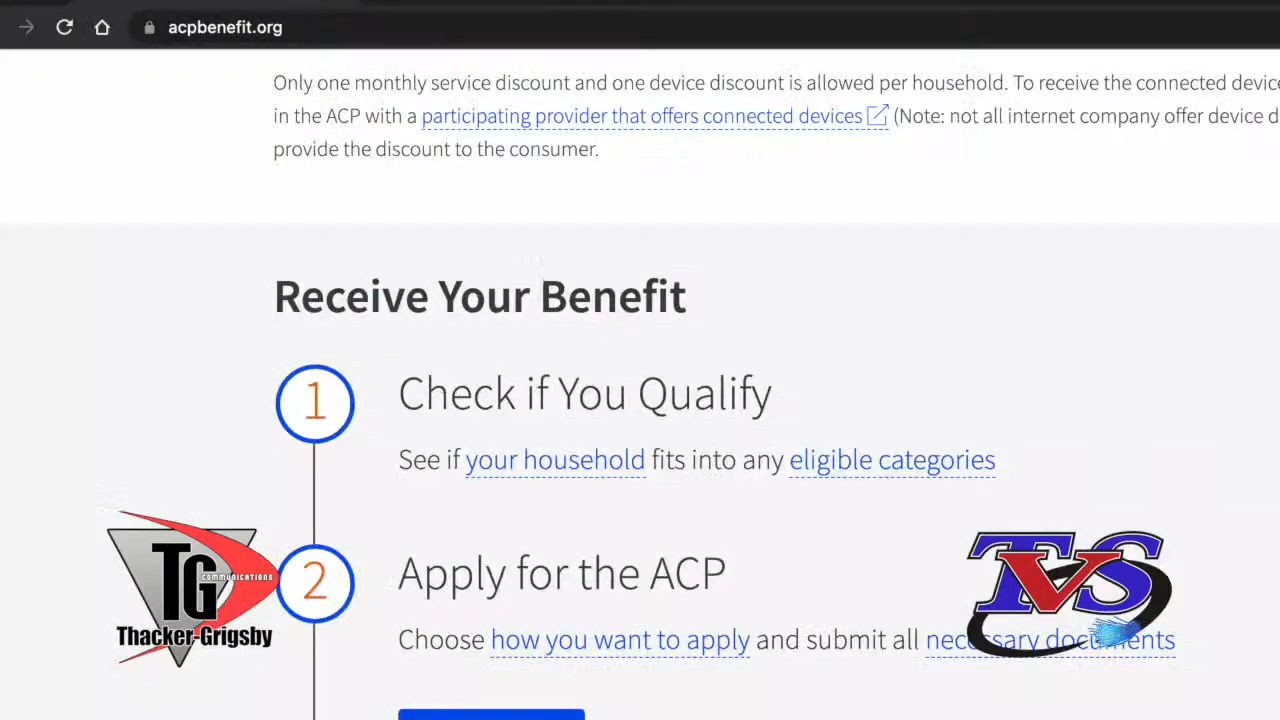 acpbenefit.org
Only one monthly service discount and one device discount is allowed per household. To receive the connected device
in the ACP with a participating provider that offers connected devices (Note: not all internet company offer device d
provide the discount to the consumer.
Receive Your Benefit
1
Check if You Qualify
See if your household fits into any eligible categories
2
Apply for the ACP
Choose how you want to apply and submit all necessary documents
TG
COMMUNICATIONS
Thacker-Grigsby
TVS